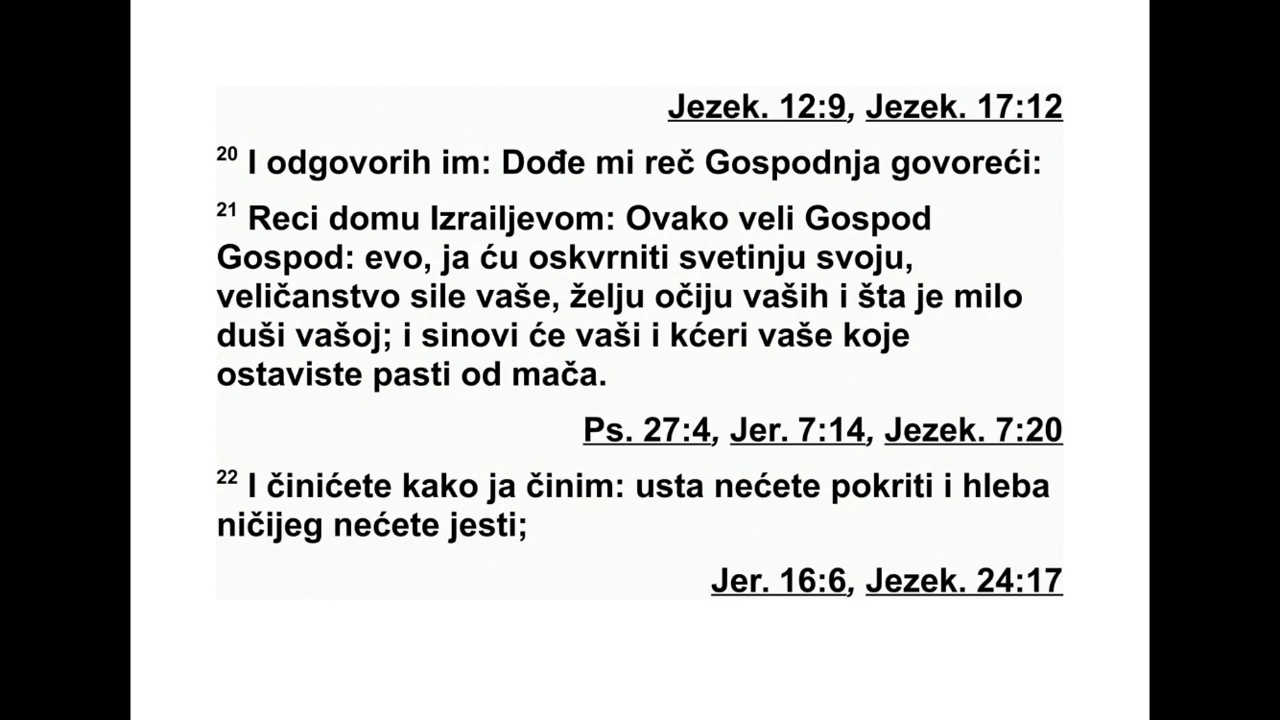 Jezek. 12:9, Jezek. 17:12
20 I odgovorih im: Dođe mi reč Gospodnja govoreći:
21 Reci domu Izrailjevom: Ovako veli Gospod
Gospod: evo, ja ću oskvrniti svetinju svoju,
veličanstvo sile vaše, želju očiju vaših i šta je milo
duši vašoj; i sinovi će vaši i kćeri vaše koje
ostaviste pasti od mača.
Ps. 27:4, Jer. 7:14, Jezek. 7:20
22 I činićete kako ja činim: usta nećete pokriti i hleba
ničijeg nećete jesti;
Jer. 16:6, Jezek. 24:17